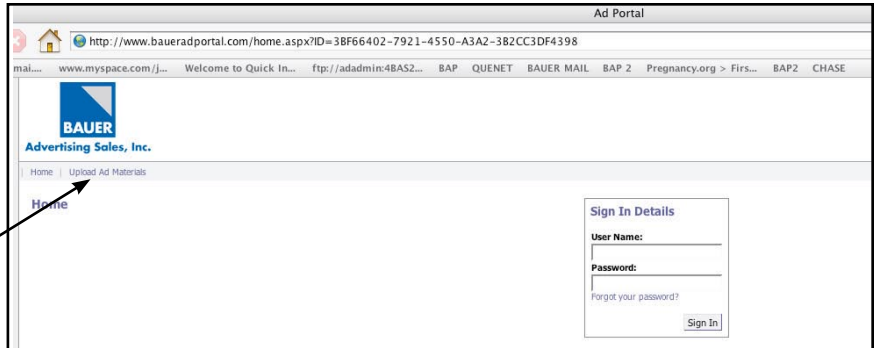 Ad Portal
http://www.baueradportal.com/home.aspx?ID=3BF66402-7921-4550-A3A2-3B2CC3DF4398
mai.... www.myspace.com/j... Welcome to Quick In... ftp://adadmin:4BAS2... BAP QUENET BAUER MAIL BAP 2 Pregnancy.org > Firs... BAP2 CHASE
BAUER
Advertising Sales, Inc.
| Home | Upload Ad Materials
Home
Sign In Details
User Name:
Password:
Forgot your password?
Sign In